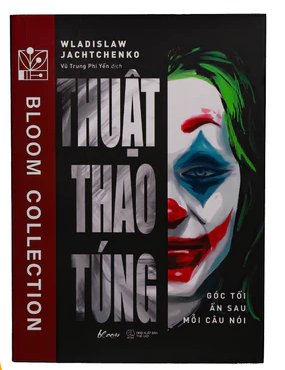 WLADISLAW
JACHTCHENKO
Vũ Trung Phi Yến dịch
THUẬT
THAO
TÚNG
BLOOM COLLECTION
GÓC TỐI
ẨN SAU
MỖI CÂU NÓI
bloom